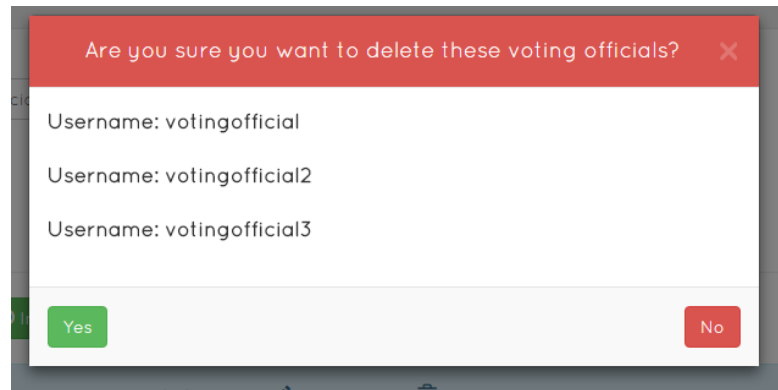 Are you sure you want to delete these voting officials? ×
Username: votingofficial
Username: votingofficial2
Username: votingofficial3
Yes
No